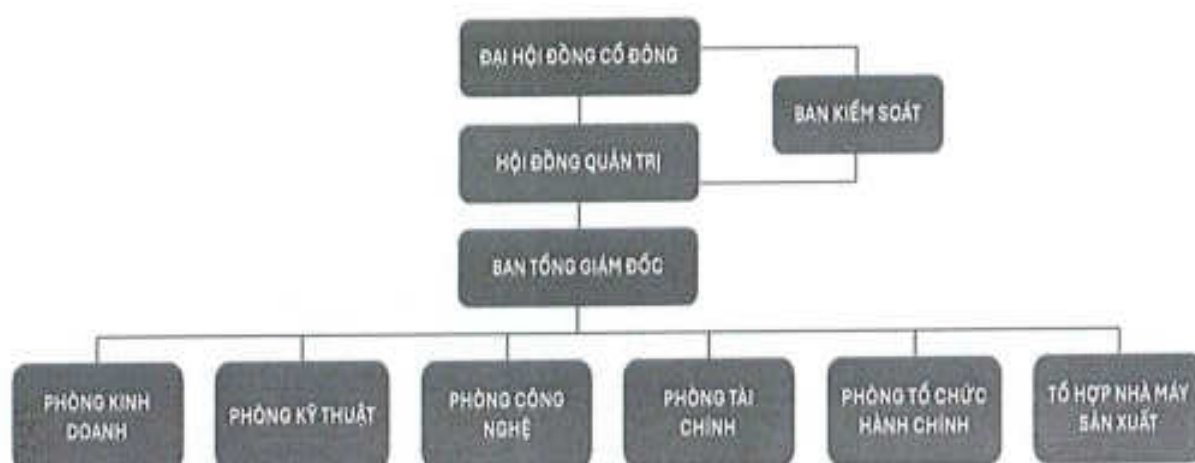 ĐẠI HỘI ĐỒNG CỔ ĐÔNG
BAN KIỂM SOÁT
HỘI ĐỒNG QUẢN TRỊ
BAN TỔNG GIÁM ĐỐC
PHÒNG KINH
DOANH
PHÒNG KỸ THUẬT
PHÒNG CÔNG
NGHỆ
PHÒNG TÀI
CHÍNH
PHÒNG TỔ CHỨC
HÀNH CHÍNH
TỔ HỢP NHÀ MÁY
SẢN XUẤT